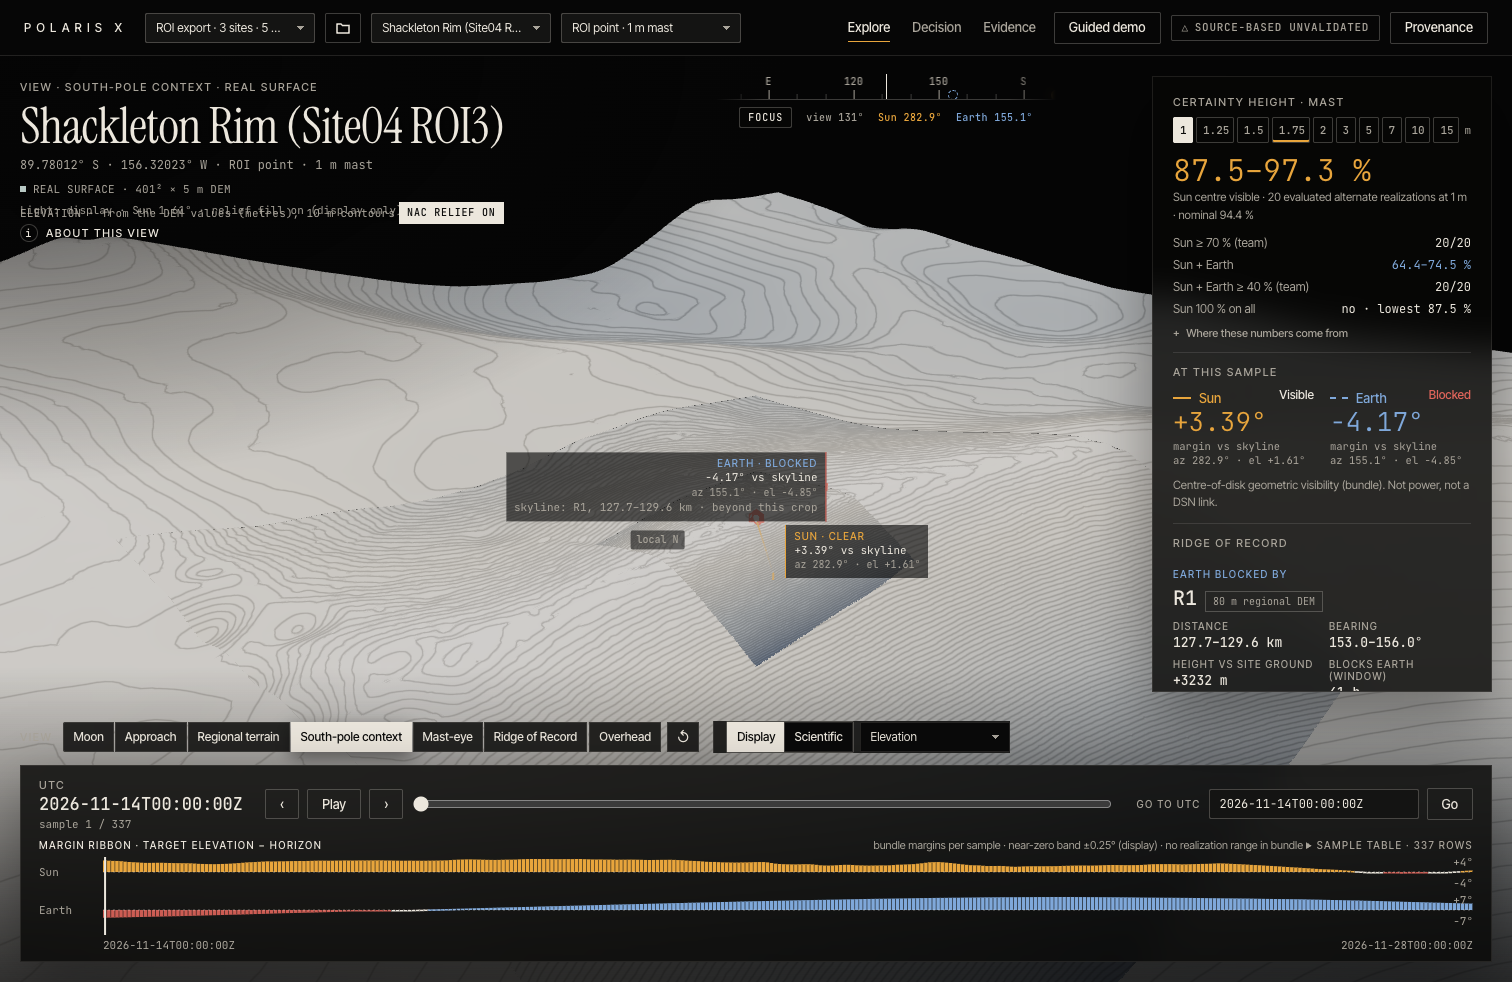 POLARIS X
ROI export · 3 sites · 5 ...
Shackleton Rim (Site04 R...
ROI point · 1 m mast
Explore
Decision
Evidence
Guided demo
△ SOURCE-BASED UNVALIDATED
Provenance
VIEW · SOUTH-POLE CONTEXT · REAL SURFACE
Shackleton Rim (Site04 ROI3)
89.78012° S · 156.32023° W · ROI point · 1 m mast
REAL SURFACE · 401² × 5 m DEM
ELEVATION · from the DEM values (metres), 10 m contours
NAC RELIEF ON
i ABOUT THIS VIEW
E 120 150 S
FOCUS view 131° Sun 282.9° Earth 155.1°
CERTAINTY HEIGHT · MAST
1 1.25 1.5 1.75 2 3 5 7 10 15 m
87.5–97.3 %
Sun centre visible · 20 evaluated alternate realizations at 1 m
· nominal 94.4 %
Sun ≥ 70 % (team) 20/20
Sun + Earth 64.4–74.5 %
Sun + Earth ≥ 40 % (team) 20/20
Sun 100 % on all no · lowest 87.5 %
+ Where these numbers come from
AT THIS SAMPLE
Sun Visible
Earth Blocked
+3.39° -4.17°
margin vs skyline margin vs skyline
az 282.9° · el +1.61° az 155.1° · el -4.85°
Centre-of-disk geometric visibility (bundle). Not power, not a
DSN link.
RIDGE OF RECORD
EARTH BLOCKED BY
R1 80 m regional DEM
DISTANCE BEARING
127.7–129.6 km 153.0–156.0°
HEIGHT VS SITE GROUND BLOCKS EARTH
(WINDOW)
+3232 m
EARTH · BLOCKED
-4.17° vs skyline
az 155.1° · el -4.85°
skyline: R1, 127.7–129.6 km · beyond this crop
local N
SUN · CLEAR
+3.39° vs skyline
az 282.9° · el +1.61°
Moon
Approach
Regional terrain
South-pole context
Mast-eye
Ridge of Record
Overhead
Display
Scientific
Elevation
UTC
2026-11-14T00:00:00Z
sample 1 / 337
‹ Play ›
GO TO UTC 2026-11-14T00:00:00Z Go
MARGIN RIBBON · TARGET ELEVATION – HORIZON
bundle margins per sample · near-zero band ±0.25° (display) · no realization range in bundle ▸ SAMPLE TABLE · 337 ROWS
Sun +4°
-4°
Earth +7°
-7°
2026-11-14T00:00:00Z 2026-11-28T00:00:00Z